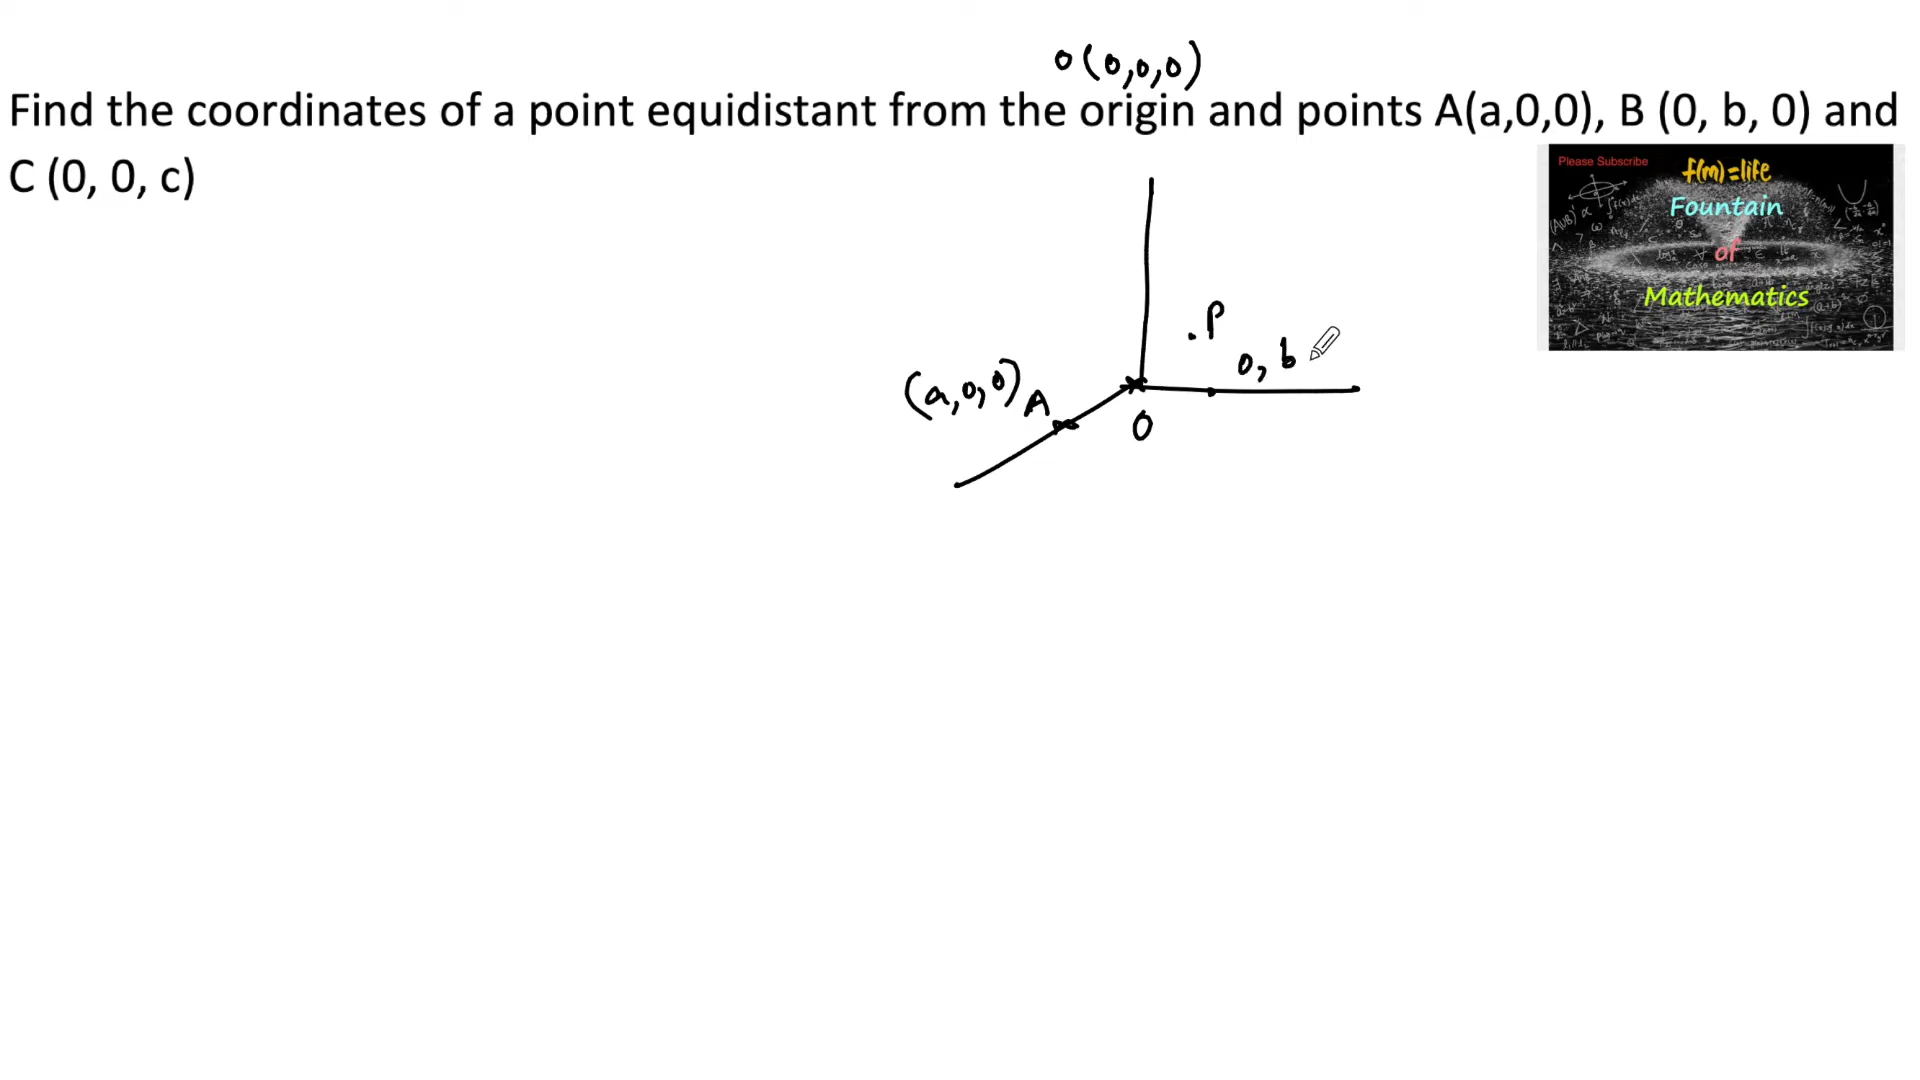 0 (0,0,0)
Find the coordinates of a point equidistant from the origin and points A(a,0,0), B (0, b, 0) and
C (0, 0, c)
Please Subscribe
f(m)=life
Fountain
of
Mathematics
.P
0, b
(a,0,0) A
O